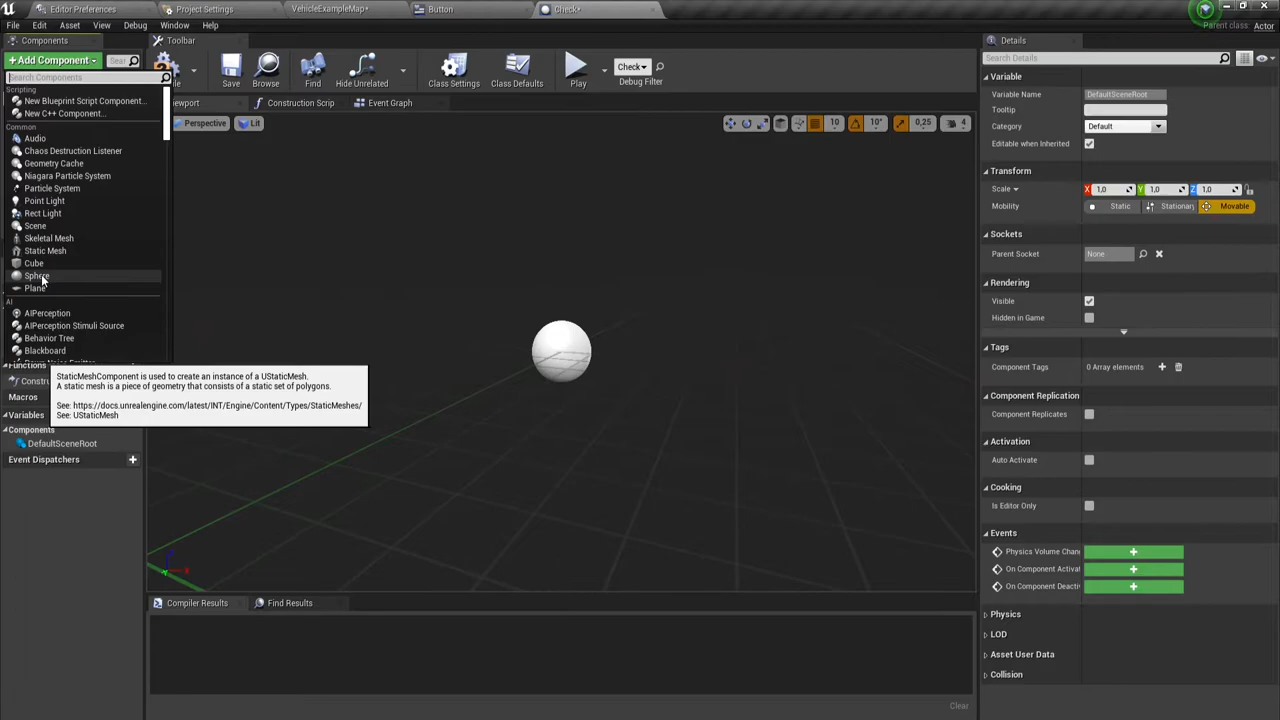 Editor Preferences
Project Settings
VehicleExampleMap*
Button
Check*
File Edit Asset View Debug Window Help
Parent class: Actor
Components
Toolbar
Details
+Add Component
Sear
Search Components
Save Browse Find Hide Unrelated Class Settings Class Defaults Play
Check
Debug Filter
Search Details
Scripting
New Blueprint Script Component...
New C++ Component...
Common
Audio
Chaos Destruction Listener
Geometry Cache
Niagara Particle System
Particle System
Point Light
Rect Light
Scene
Skeletal Mesh
Static Mesh
Cube
Sphere
Plane
AI
AIPerception
AIPerception Stimuli Source
Behavior Tree
Blackboard
Construction Scrip
Event Graph
Perspective
Lit
10
10°
0,25
4
StaticMeshComponent is used to create an instance of a UStaticMesh.
A static mesh is a piece of geometry that consists of a static set of polygons.
See: https://docs.unrealengine.com/latest/INT/Engine/Content/Types/StaticMeshes/
See: UStaticMesh
Functions
Constru
Macros
Variables
Components
DefaultSceneRoot
Event Dispatchers
Z
X
Y
Compiler Results
Find Results
Clear
Variable
Variable Name DefaultSceneRoot
Tooltip
Category Default
Editable when Inherited
Transform
Scale X 1,0 Y 1,0 Z 1,0
Mobility Static Stationary Movable
Sockets
Parent Socket None
Rendering
Visible
Hidden in Game
Tags
Component Tags 0 Array elements
Component Replication
Component Replicates
Activation
Auto Activate
Cooking
Is Editor Only
Events
Physics Volume Chan
On Component Activat
On Component Deactiv
Physics
LOD
Asset User Data
Collision